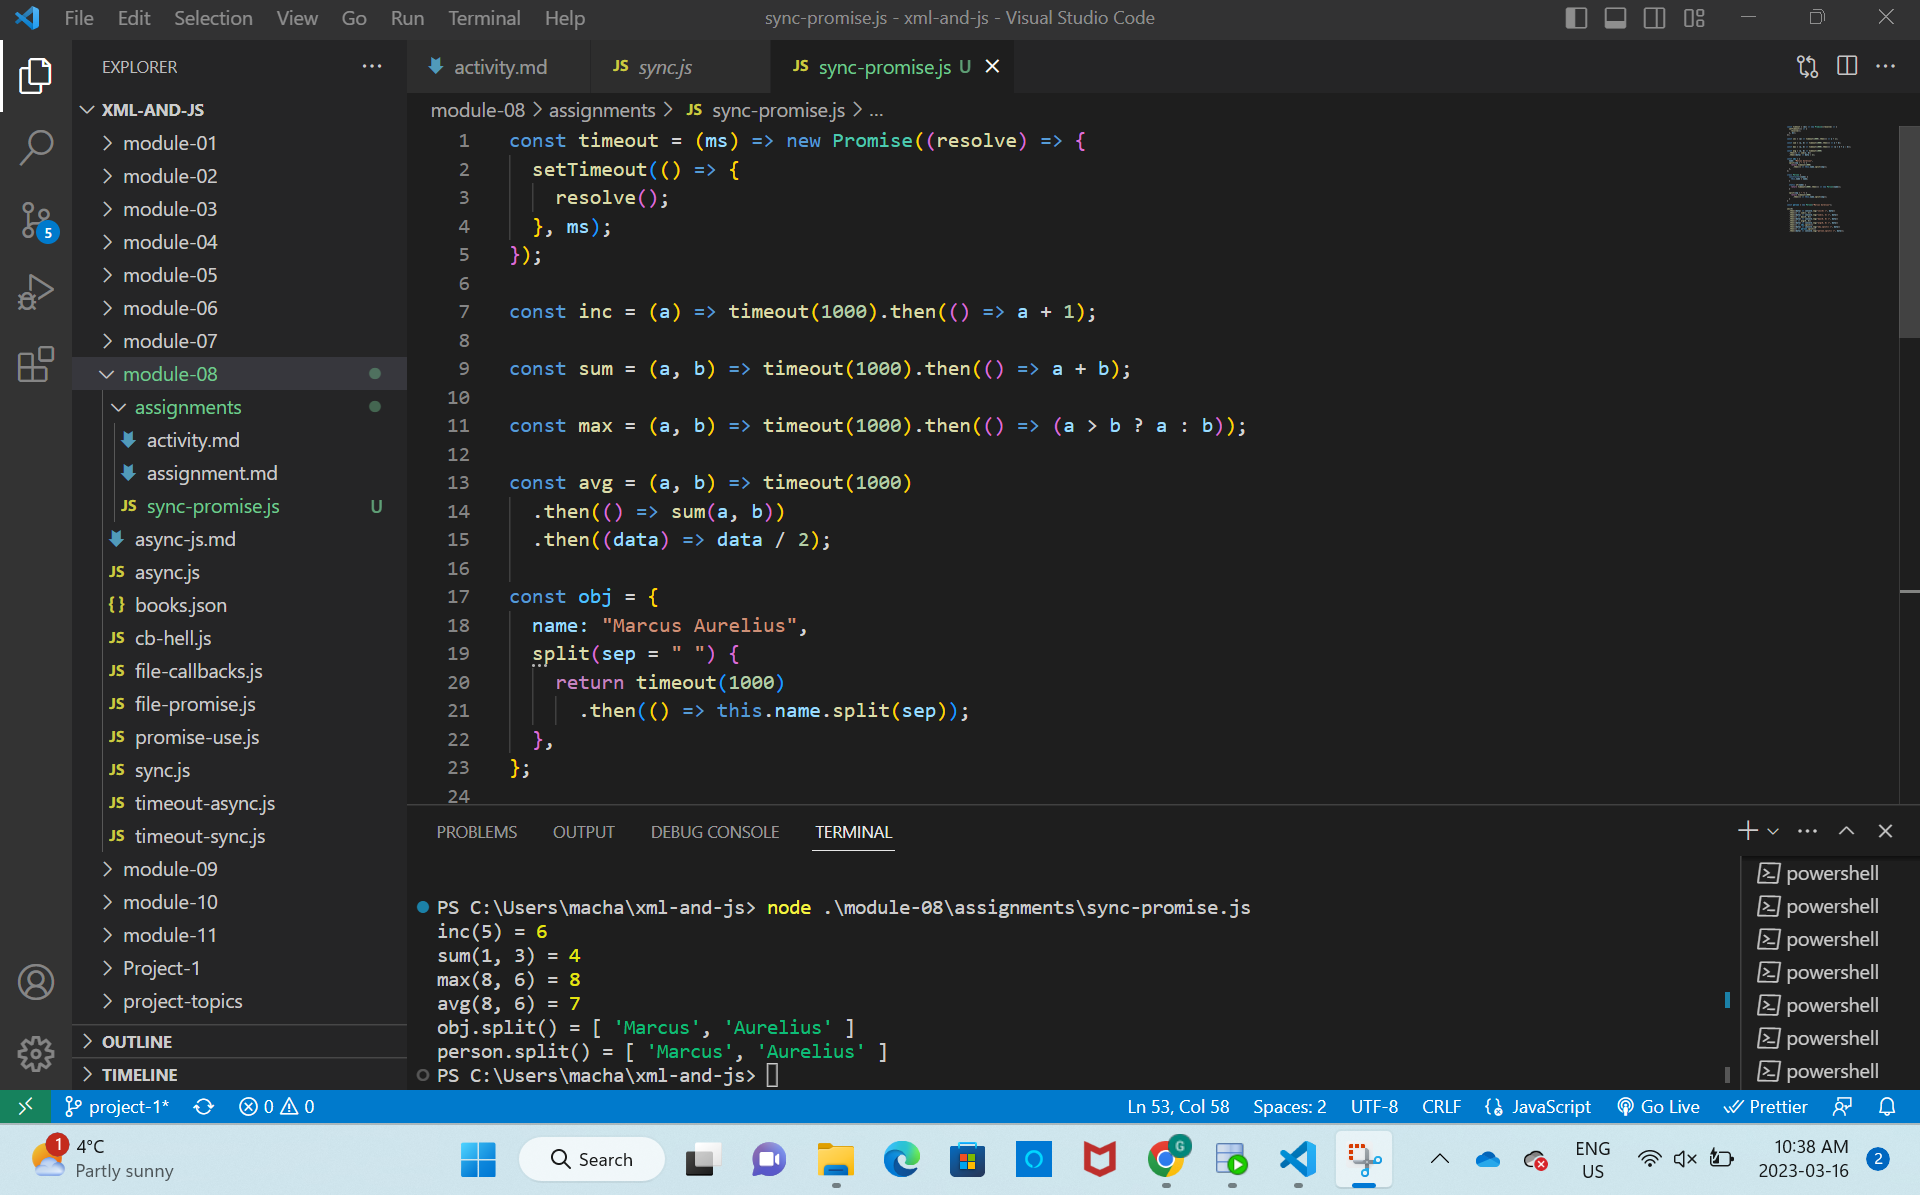 File Edit Selection View Go Run Terminal Help
sync-promise.js - xml-and-js - Visual Studio Code
EXPLORER
activity.md
JS sync.js
JS sync-promise.js U
XML-AND-JS
module-01
module-02
module-03
module-04
module-05
module-06
module-07
module-08
assignments
activity.md
assignment.md
JS sync-promise.js U
async-js.md
JS async.js
{} books.json
JS cb-hell.js
JS file-callbacks.js
JS file-promise.js
JS promise-use.js
JS sync.js
JS timeout-async.js
JS timeout-sync.js
module-09
module-10
module-11
Project-1
project-topics
OUTLINE
TIMELINE
5
module-08 > assignments > JS sync-promise.js > ...
1 const timeout = (ms) => new Promise((resolve) => {
2 setTimeout(() => {
3 resolve();
4 }, ms);
5 });
6
7 const inc = (a) => timeout(1000).then(() => a + 1);
8
9 const sum = (a, b) => timeout(1000).then(() => a + b);
10
11 const max = (a, b) => timeout(1000).then(() => (a > b ? a : b));
12
13 const avg = (a, b) => timeout(1000)
14 .then(() => sum(a, b))
15 .then((data) => data / 2);
16
17 const obj = {
18 name: "Marcus Aurelius",
19 split(sep = " ") {
20 return timeout(1000)
21 .then(() => this.name.split(sep));
22 },
23 };
24
PROBLEMS OUTPUT DEBUG CONSOLE TERMINAL
PS C:\Users\macha\xml-and-js> node .\module-08\assignments\sync-promise.js
inc(5) = 6
sum(1, 3) = 4
max(8, 6) = 8
avg(8, 6) = 7
obj.split() = [ 'Marcus', 'Aurelius' ]
person.split() = [ 'Marcus', 'Aurelius' ]
PS C:\Users\macha\xml-and-js>
powershell
powershell
powershell
powershell
powershell
powershell
powershell
project-1* 0 0
Ln 53, Col 58 Spaces: 2 UTF-8 CRLF {} JavaScript Go Live Prettier
1
4°C
Partly sunny
Search
G
ENG
US
10:38 AM
2023-03-16
2